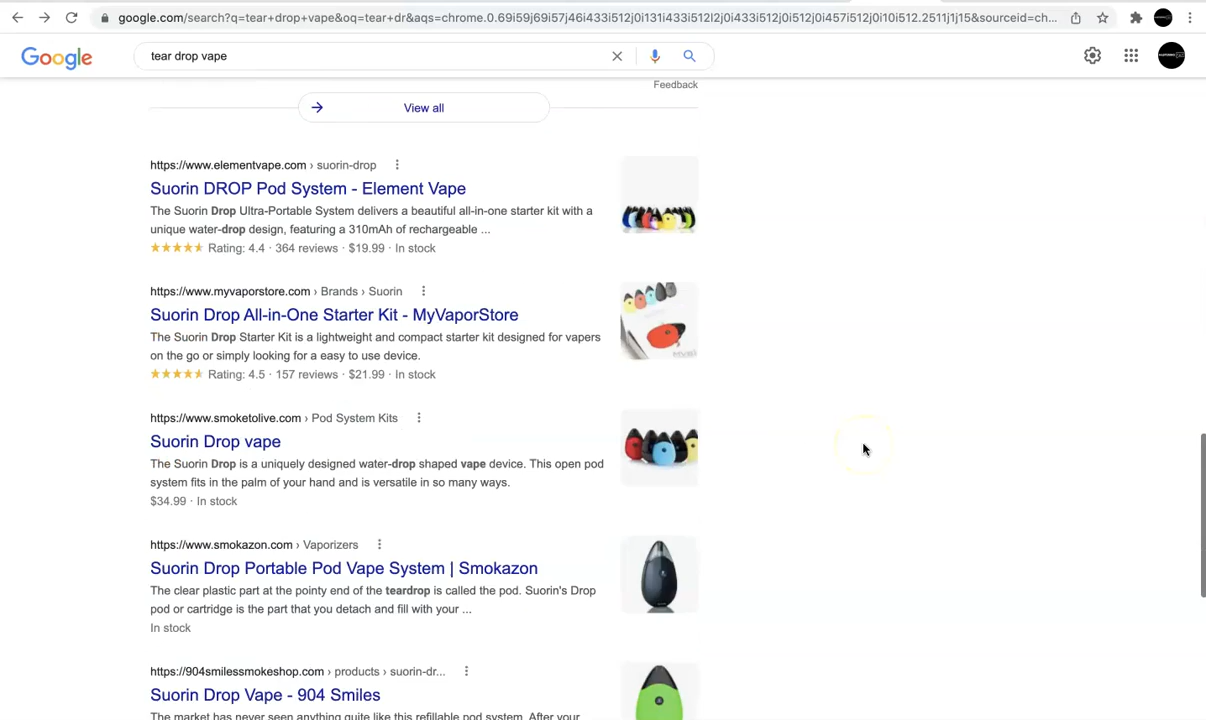 google.com/search?q=tear+drop+vape&oq=tear+dr&aqs=chrome.0.69i59j69i57j46i433i512j0i131i433i512l2j0i433i512j0i512j0i457i512j0i10i512.2511j1j15&sourceid=ch...
Google
tear drop vape
Feedback
View all
https://www.elementvape.com › suorin-drop
Suorin DROP Pod System - Element Vape
The Suorin Drop Ultra-Portable System delivers a beautiful all-in-one starter kit with a
unique water-drop design, featuring a 310mAh of rechargeable ...
Rating: 4.4 · 364 reviews · $19.99 · In stock
https://www.myvaporstore.com › Brands › Suorin
Suorin Drop All-in-One Starter Kit - MyVaporStore
The Suorin Drop Starter Kit is a lightweight and compact starter kit designed for vapers
on the go or simply looking for a easy to use device.
Rating: 4.5 · 157 reviews · $21.99 · In stock
https://www.smoketolive.com › Pod System Kits
Suorin Drop vape
The Suorin Drop is a uniquely designed water-drop shaped vape device. This open pod
system fits in the palm of your hand and is versatile in so many ways.
$34.99 · In stock
https://www.smokazon.com › Vaporizers
Suorin Drop Portable Pod Vape System | Smokazon
The clear plastic part at the pointy end of the teardrop is called the pod. Suorin's Drop
pod or cartridge is the part that you detach and fill with your ...
In stock
https://904smilessmokeshop.com › products › suorin-dr...
Suorin Drop Vape - 904 Smiles
The market has never seen anything quite like this refillable pod system. After your